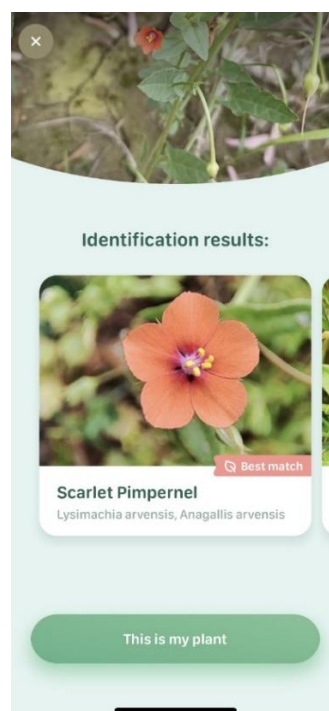 Identification results:
Best match
Scarlet Pimpernel
Lysimachia arvensis, Anagallis arvensis
This is my plant